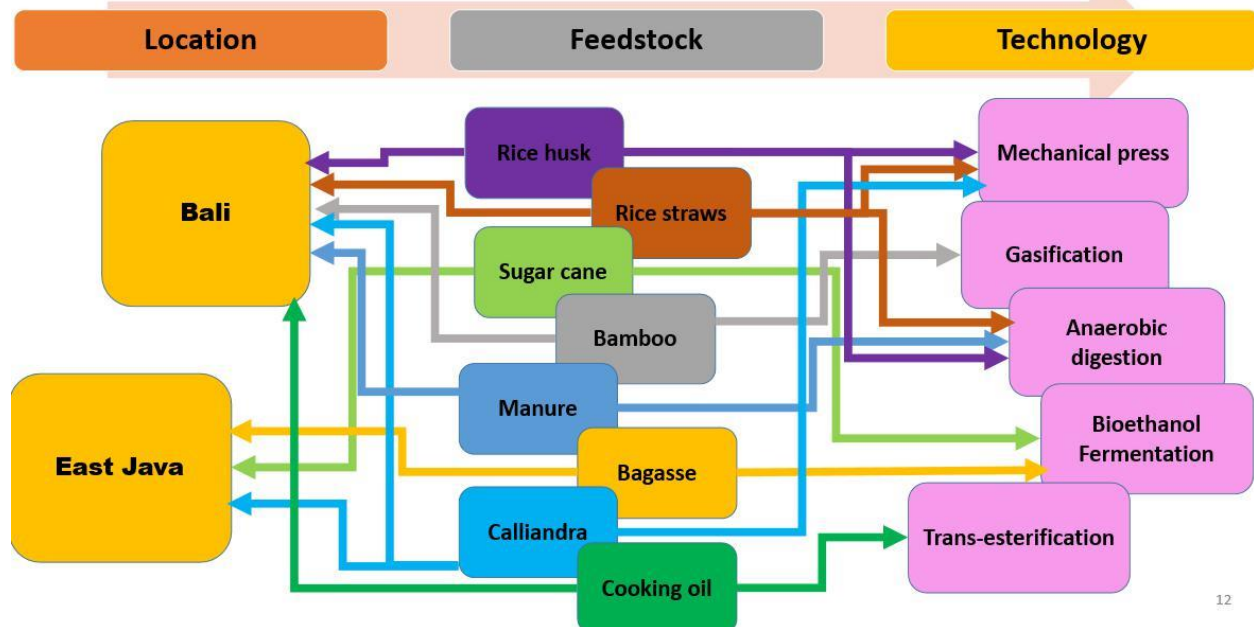 Location
Feedstock
Technology
Bali
East Java
Rice husk
Rice straws
Sugar cane
Bamboo
Manure
Bagasse
Calliandra
Cooking oil
Mechanical press
Gasification
Anaerobic
digestion
Bioethanol
Fermentation
Trans-esterification
12